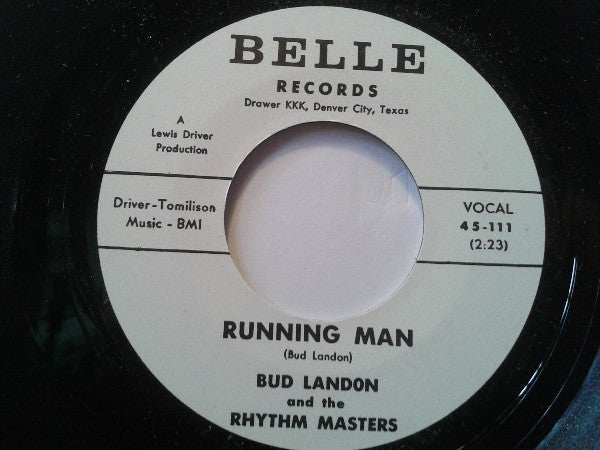 BELLE
RECORDS
Drawer KKK, Denver City, Texas
A
Lewis Driver
Production
Driver-Tomilison
Music - BMI
VOCAL
45-111
(2:23)
RUNNING MAN
(Bud Landon)
BUD LANDON
and the
RHYTHM MASTERS